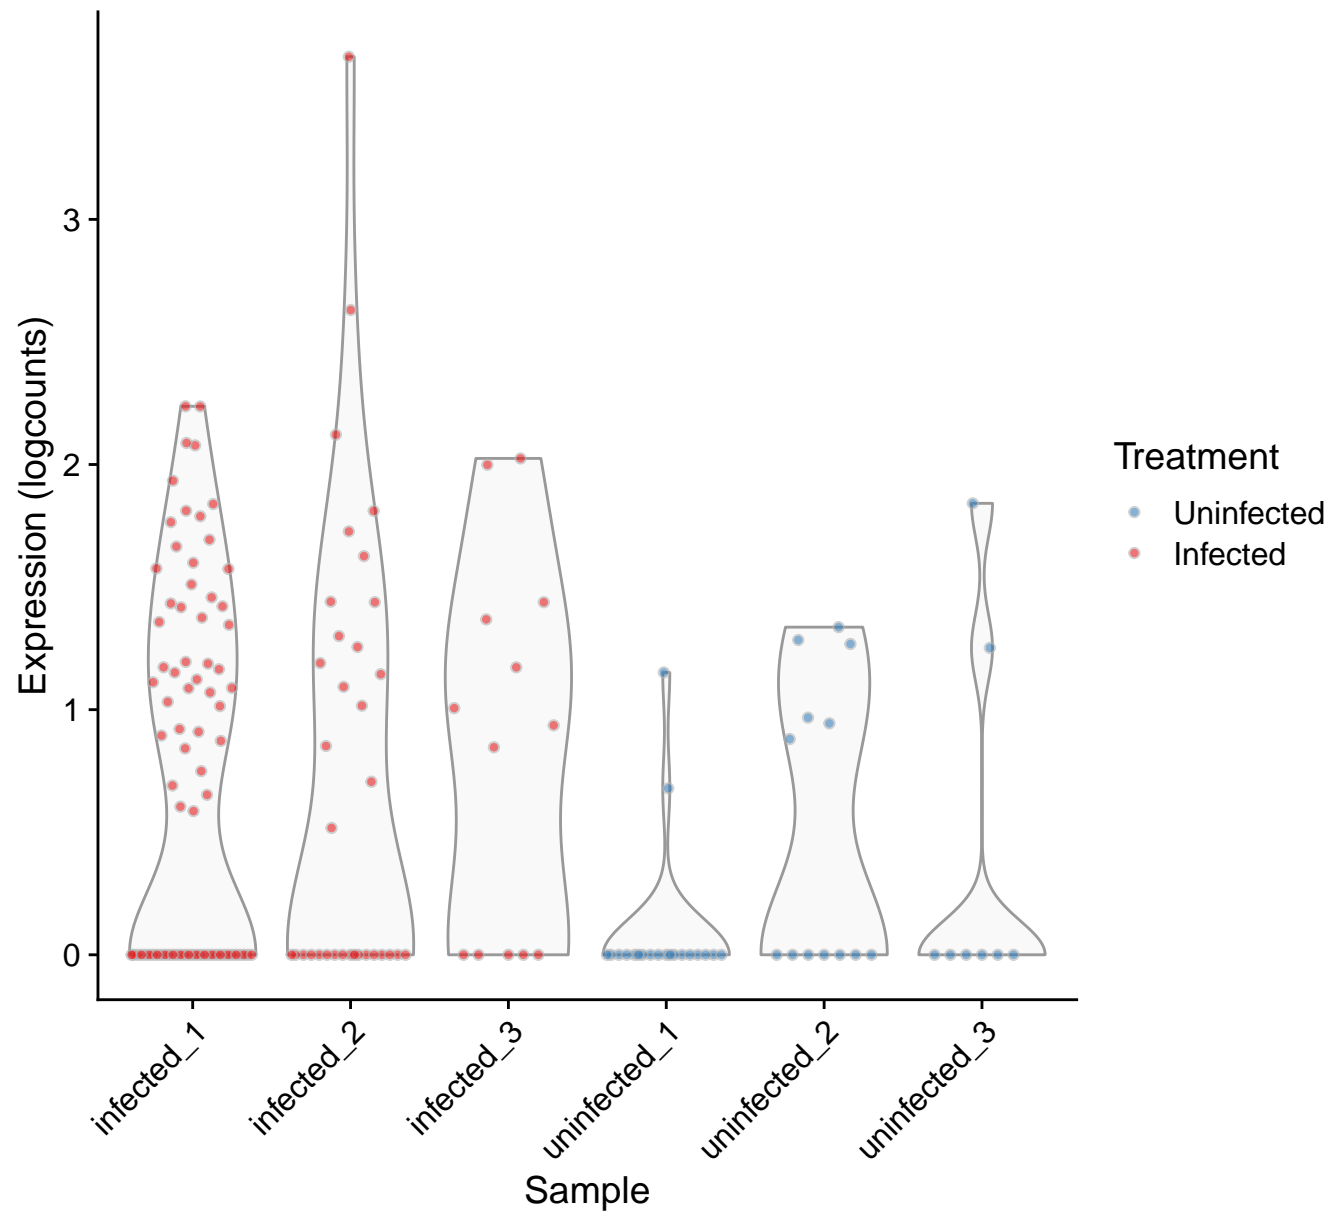 Expression (logcounts)
3
2
1
0
infected_1
infected_2
infected_3
uninfected_1
uninfected_2
uninfected_3
Sample
Treatment
Uninfected
Infected